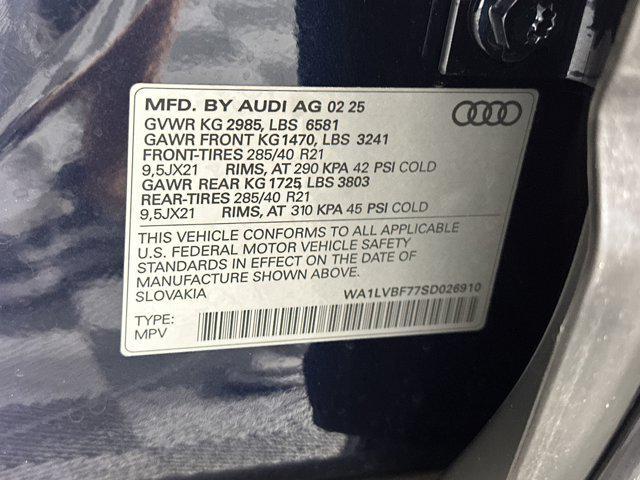 MFD. BY AUDI AG 02 25
GVWR KG 2985, LBS 6581
GAWR FRONT KG1470, LBS 3241
FRONT-TIRES 285/40 R21
9,5JX21 RIMS, AT 290 KPA 42 PSI COLD
GAWR REAR KG 1725, LBS 3803
REAR-TIRES 285/40 R21
9,5JX21 RIMS, AT 310 KPA 45 PSI COLD
THIS VEHICLE CONFORMS TO ALL APPLICABLE
U.S. FEDERAL MOTOR VEHICLE SAFETY
STANDARDS IN EFFECT ON THE DATE OF
MANUFACTURE SHOWN ABOVE.
SLOVAKIA WA1LVBF77SD026910
TYPE:
MPV